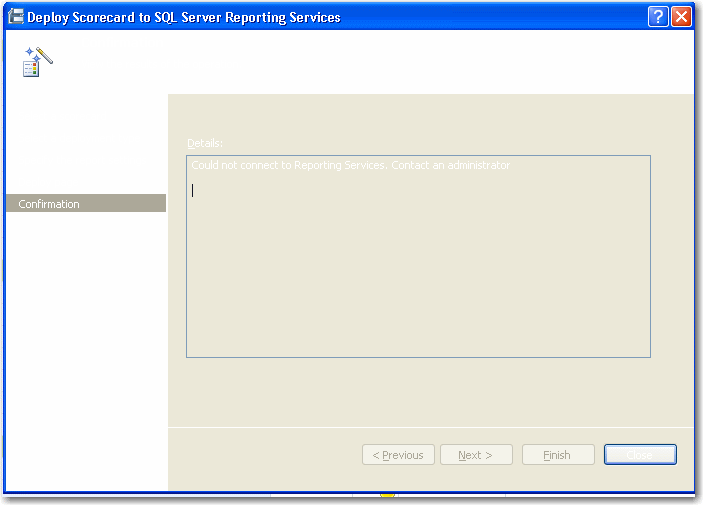 Deploy Scorecard to SQL Server Reporting Services
Details:
Could not connect to Reporting Services. Contact an administrator
Confirmation
< Previous
Next >
Finish
Close